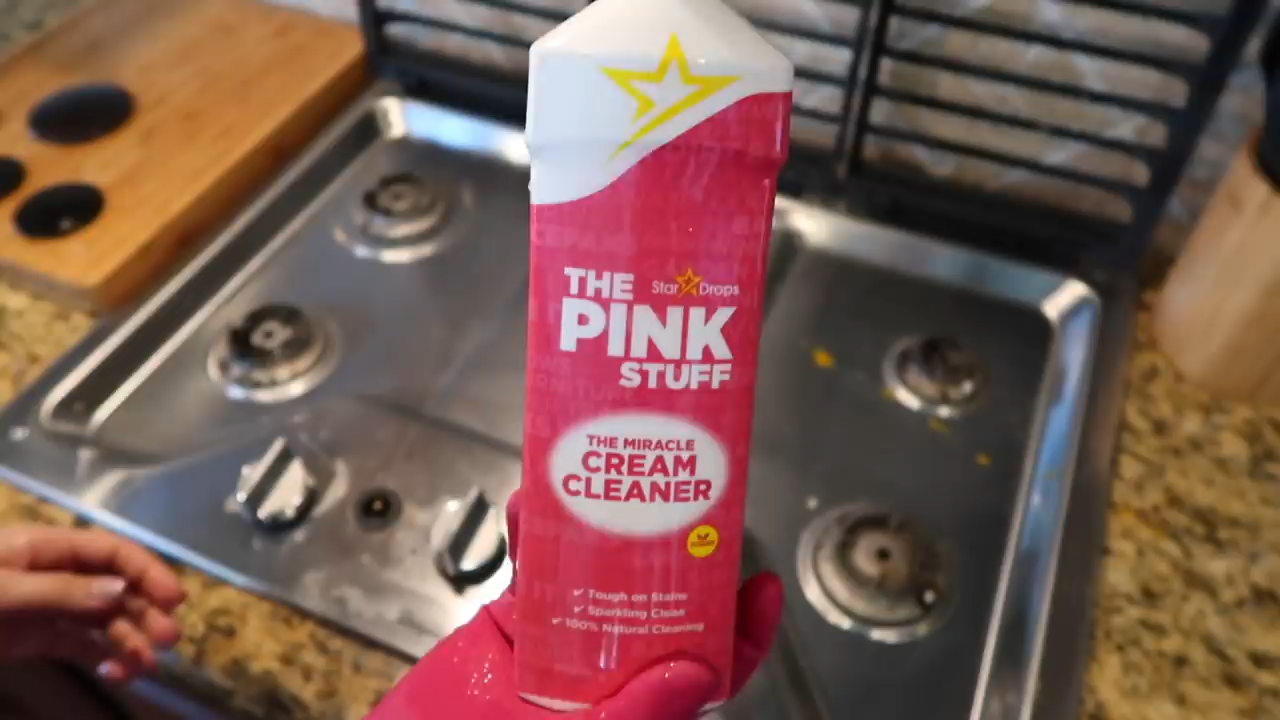 THE
Star Drops
PINK
STUFF
THE MIRACLE
CREAM
CLEANER
✓ Tough on Stains
✓ Sparkling Clean
✓ 100% Natural Cleaning